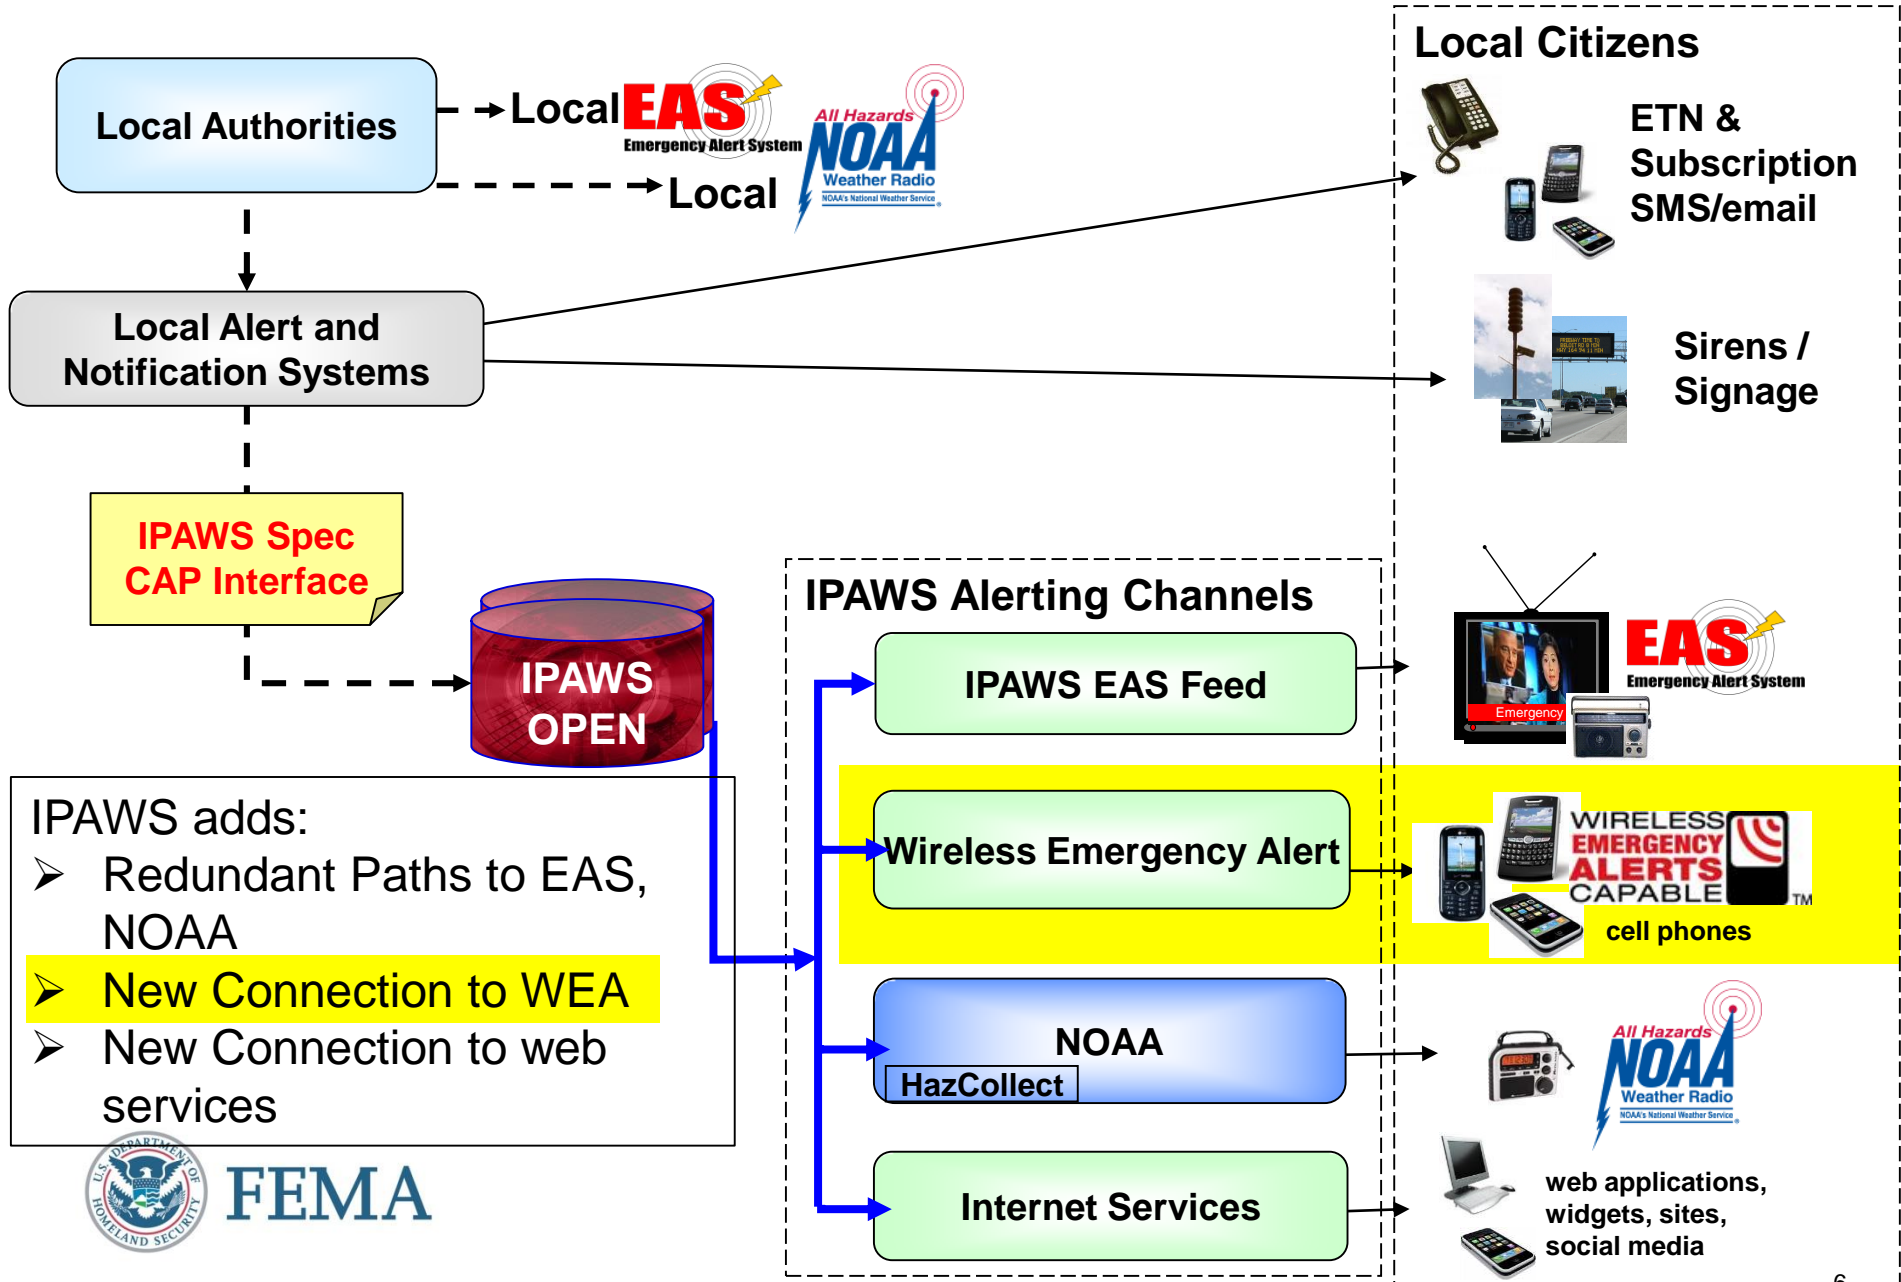 Local Citizens
Local Authorities
Local
EAS
Emergency Alert System
Local
All Hazards
NOAA
Weather Radio
NOAA's National Weather Service
ETN &
Subscription
SMS/email
Local Alert and
Notification Systems
Sirens /
Signage
IPAWS Spec
CAP Interface
IPAWS
OPEN
IPAWS Alerting Channels
IPAWS EAS Feed
Emergency
EAS
Emergency Alert System
Wireless Emergency Alert
WIRELESS
EMERGENCY
ALERTS
CAPABLE
TM
cell phones
IPAWS adds:
➢ Redundant Paths to EAS,
NOAA
➢ New Connection to WEA
➢ New Connection to web
services
NOAA
HazCollect
All Hazards
NOAA
Weather Radio
NOAA's National Weather Service
Internet Services
web applications,
widgets, sites,
social media
U.S. DEPARTMENT OF
HOMELAND SECURITY
FEMA
6